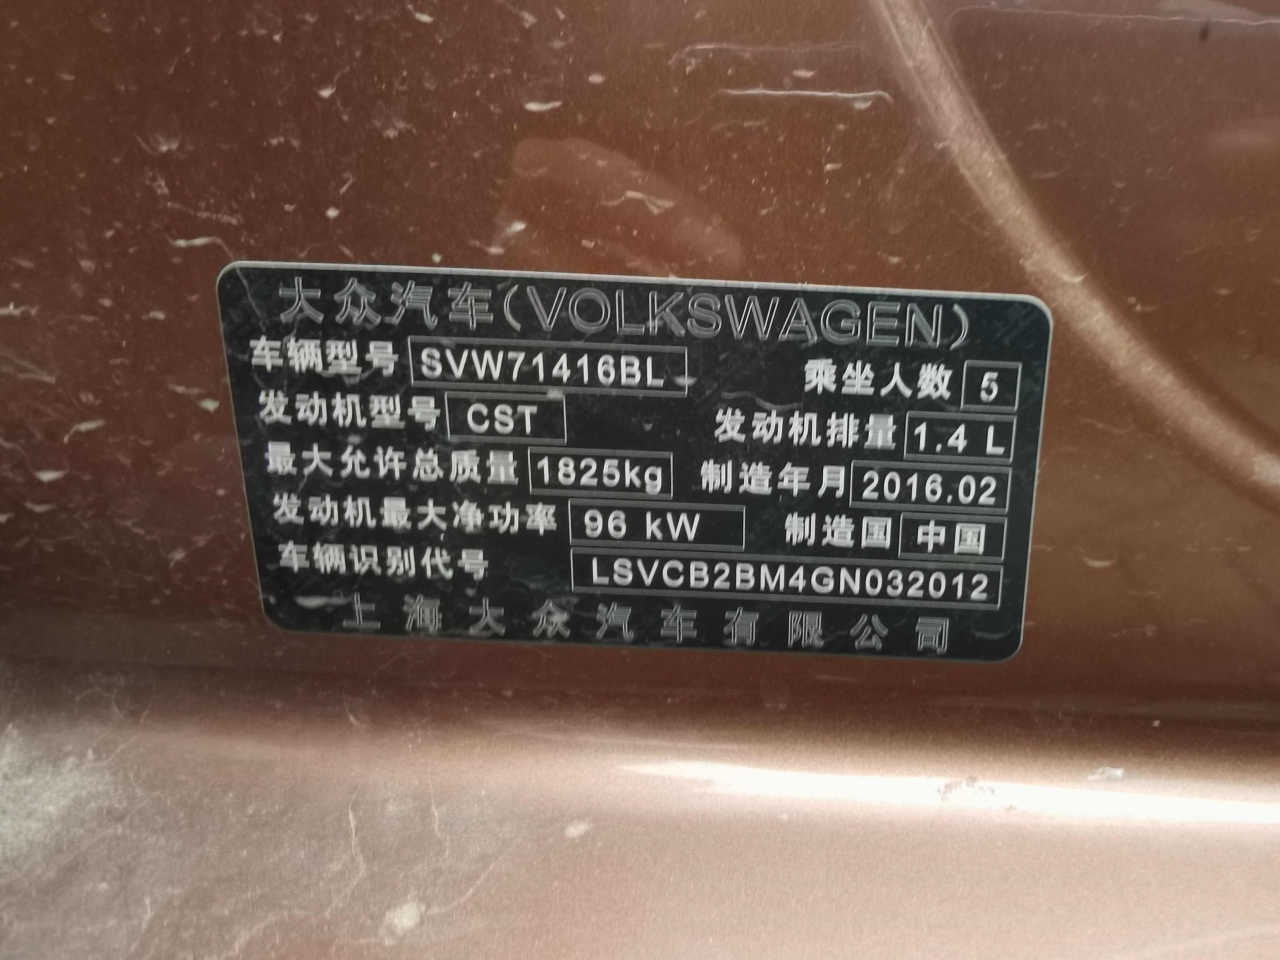 大众汽车(VOLKSWAGEN)
车辆型号 SVW71416BL 乘坐人数 5
发动机型号 CST 发动机排量 1.4 L
最大允许总质量 1825kg 制造年月 2016.02
发动机最大净功率 96 kW 制造国 中国
车辆识别代号 LSVCB2BM4GN032012
上海大众汽车有限公司